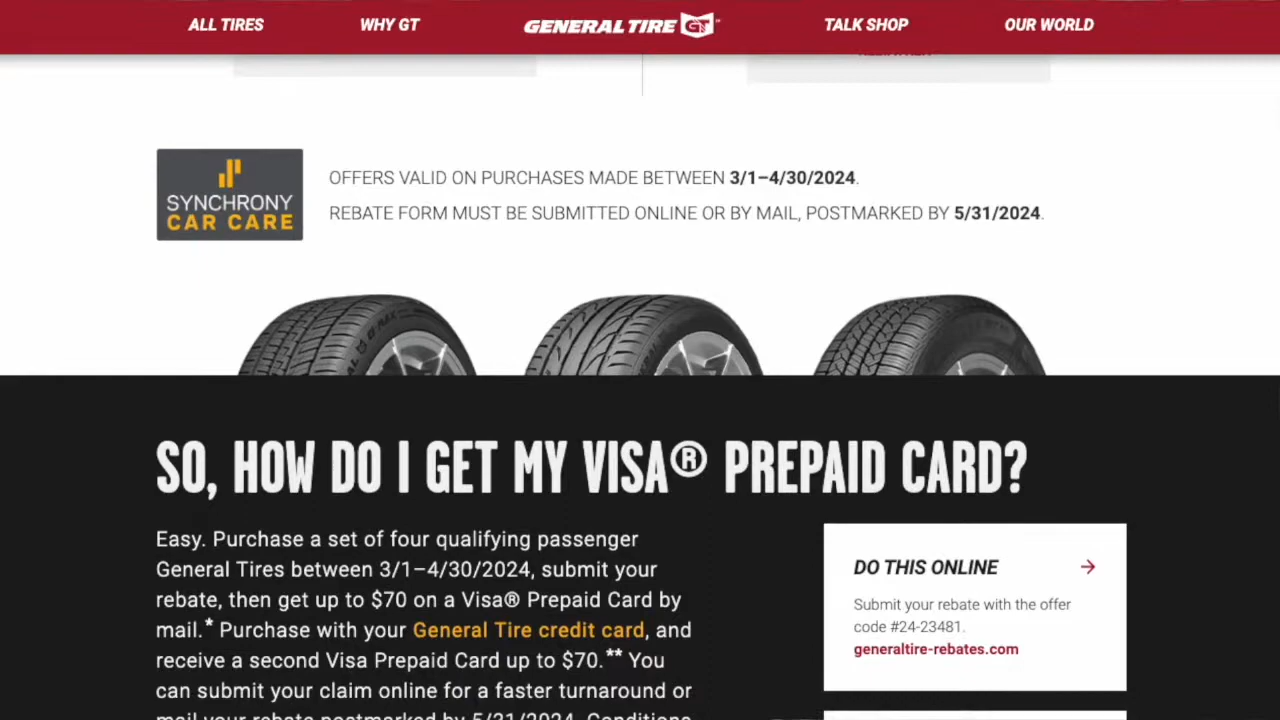 ALL TIRES
WHY GT
GENERAL TIRE GT
TALK SHOP
OUR WORLD
SYNCHRONY
CAR CARE
OFFERS VALID ON PURCHASES MADE BETWEEN 3/1–4/30/2024.
REBATE FORM MUST BE SUBMITTED ONLINE OR BY MAIL, POSTMARKED BY 5/31/2024.
SO, HOW DO I GET MY VISA® PREPAID CARD?
Easy. Purchase a set of four qualifying passenger
General Tires between 3/1–4/30/2024, submit your
rebate, then get up to $70 on a Visa® Prepaid Card by
mail.* Purchase with your General Tire credit card, and
receive a second Visa Prepaid Card up to $70.** You
can submit your claim online for a faster turnaround or
mail your rebate postmarked by 5/31/2024. Conditions
DO THIS ONLINE
Submit your rebate with the offer
code #24-23481.
generaltire-rebates.com